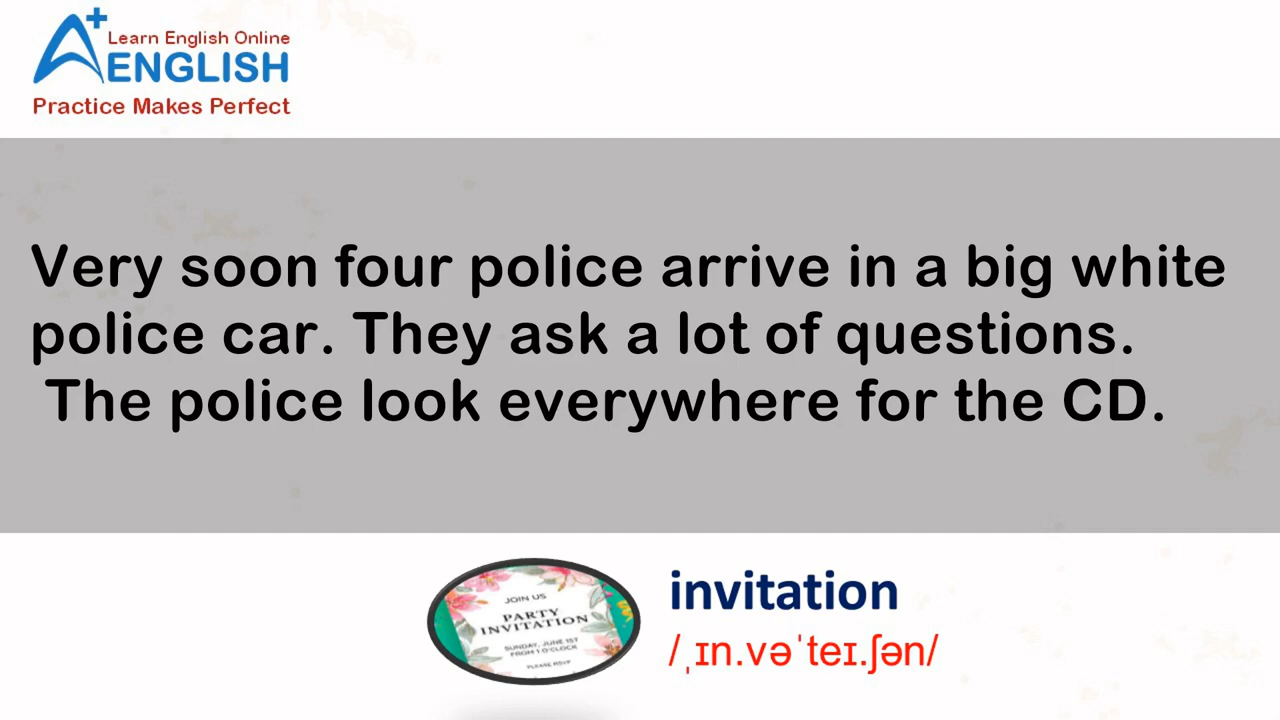 A+
Learn English Online
ENGLISH
Practice Makes Perfect
Very soon four police arrive in a big white
police car. They ask a lot of questions.
The police look everywhere for the CD.
JOIN US
PARTY
INVITATION
SUNDAY, JUNE 1ST
FROM 1 O'CLOCK
PLEASE RSVP
invitation
/ˌɪn.vəˈteɪ.ʃən/